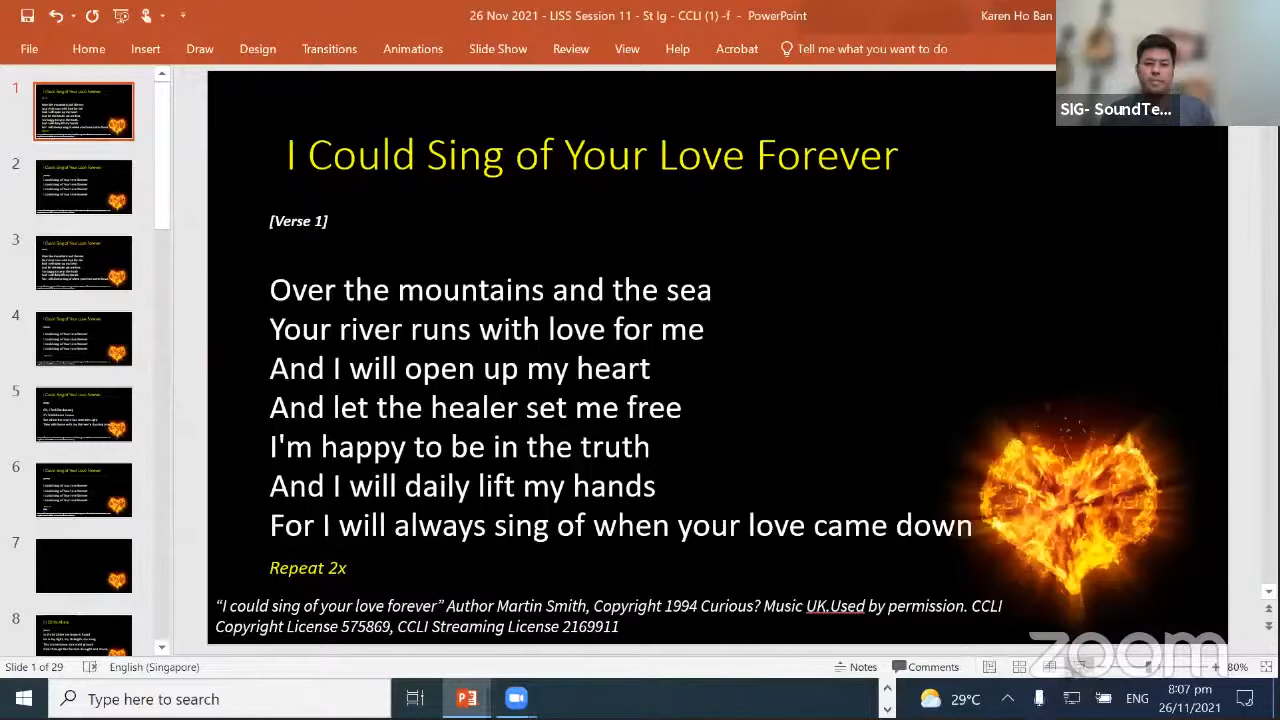 26 Nov 2021 - LISS Session 11 - St Ig - CCLI (1) -f - PowerPoint
Karen Ho Ban
File Home Insert Draw Design Transitions Animations Slide Show Review View Help Acrobat Tell me what you want to do
SIG- SoundTe...
1
2
3
4
5
6
7
I Could Sing of Your Love Forever
[Verse 1]
Over the mountains and the sea
Your river runs with love for me
And I will open up my heart
And let the healer set me free
I'm happy to be in the truth
And I will daily lift my hands
For I will always sing of when your love came down
Repeat 2x
“I could sing of your love forever” Author Martin Smith, Copyright 1994 Curious? Music UK.Used by permission. CCLI
Copyright License 575869, CCLI Streaming License 2169911
zoom
Slide 1 of 29 English (Singapore) Notes Comments 80%
Type here to search 29°C ENG 8:07 pm
26/11/2021